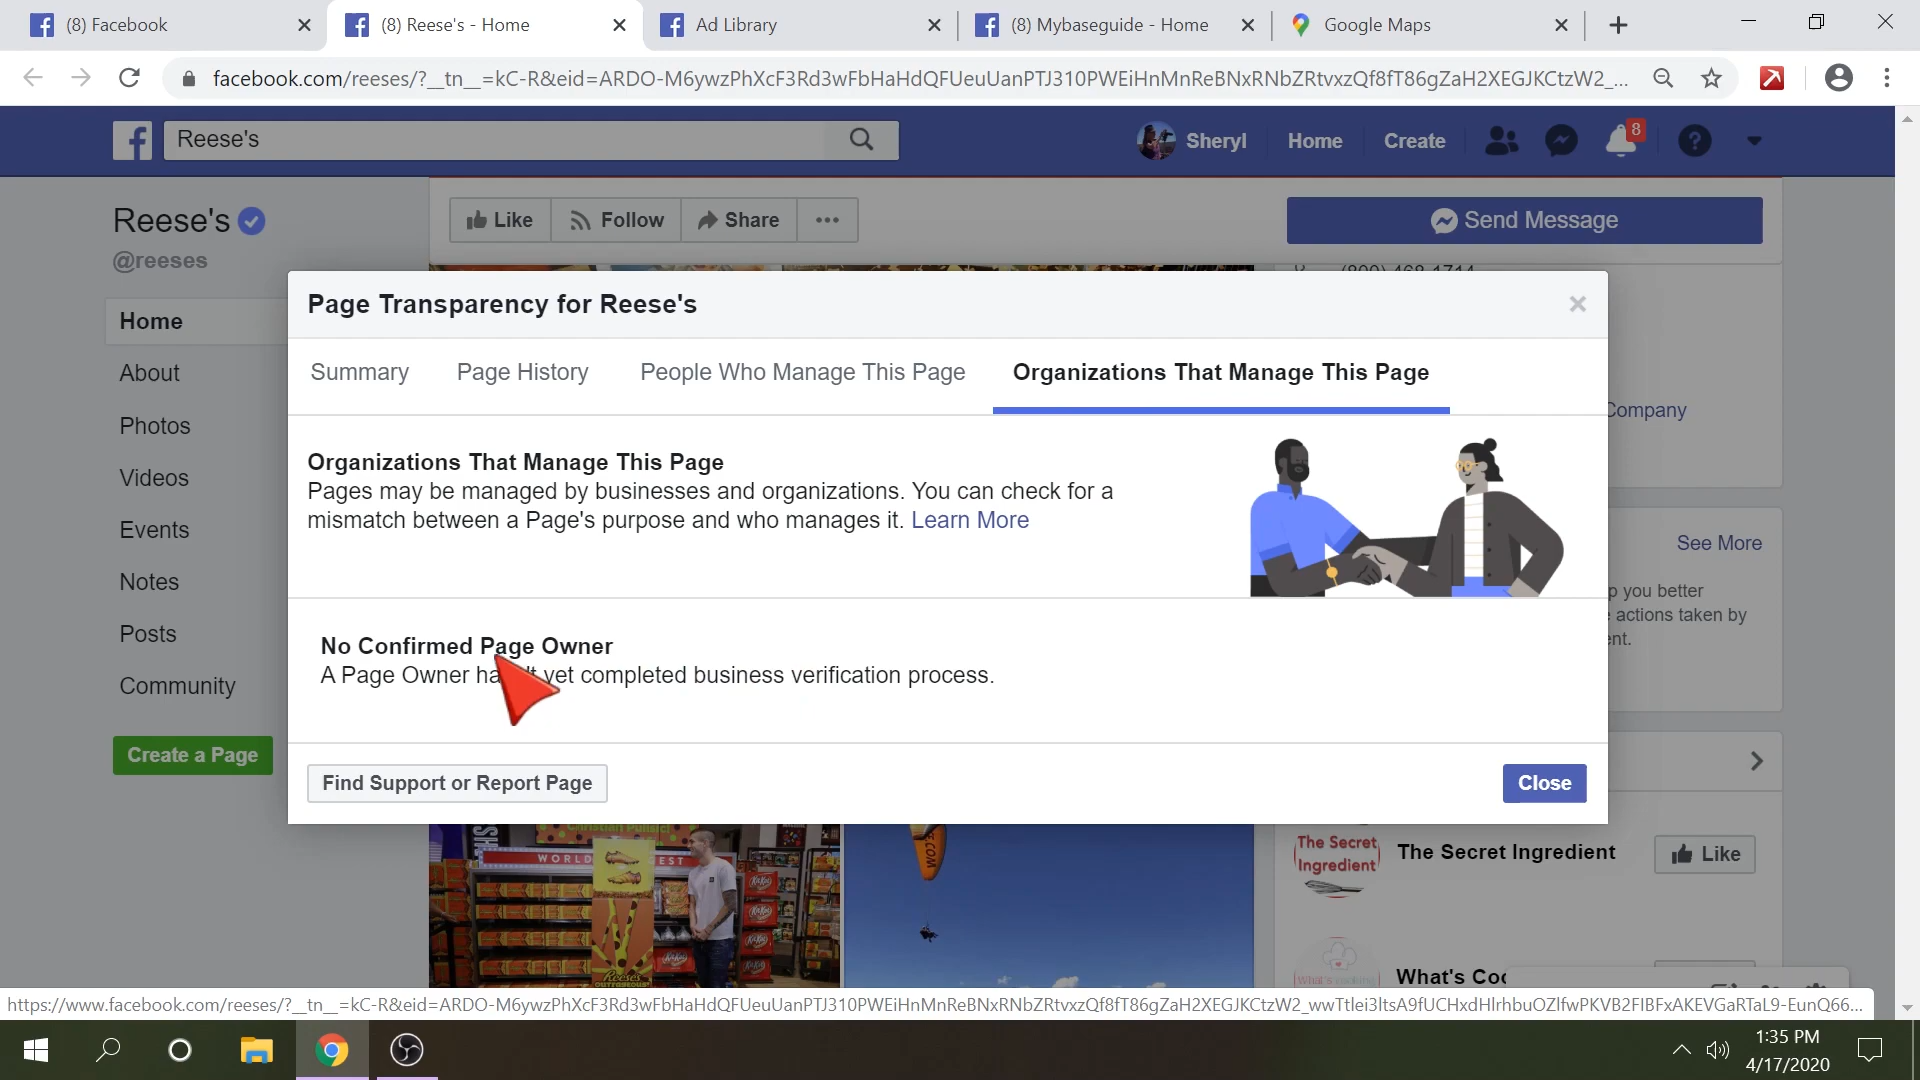 (8) Facebook
(8) Reese's - Home
Ad Library
(8) Mybaseguide - Home
Google Maps
facebook.com/reeses/?__tn__=kC-R&eid=ARDO-M6ywzPhXcF3Rd3wFbHaHdQFUeuUanPTJ310PWEiHnMnReBNxRNbZRtvxzQf8fT86gZaH2XEGJKCtzW2_...
Reese's
Sheryl
Home
Create
8
Reese's
@reeses
Like
Follow
Share
Send Message
Page Transparency for Reese's
Home
Summary
Page History
People Who Manage This Page
Organizations That Manage This Page
About
Company
Photos
Organizations That Manage This Page
Pages may be managed by businesses and organizations. You can check for a
mismatch between a Page's purpose and who manages it. Learn More
Videos
Events
See More
Notes
p you better
actions taken by
ent.
Posts
No Confirmed Page Owner
A Page Owner yet completed business verification process.
Community
Create a Page
Find Support or Report Page
Close
WORLD
The Secret
Ingredient
The Secret Ingredient
Like
KitKat
Reese's
OUTRAGEOUS
What's Coo
https://www.facebook.com/reeses/?__tn__=kC-R&eid=ARDO-M6ywzPhXcF3Rd3wFbHaHdQFUeuUanPTJ310PWEiHnMnReBNxRNbZRtvxzQf8fT86gZaH2XEGJKCtzW2_wwTtlei3ltsA9fUCHxdHlrhbuOZlfwPKVB2FIBFxAKEVGaRTaL9-EunQ66...
1:35 PM
4/17/2020